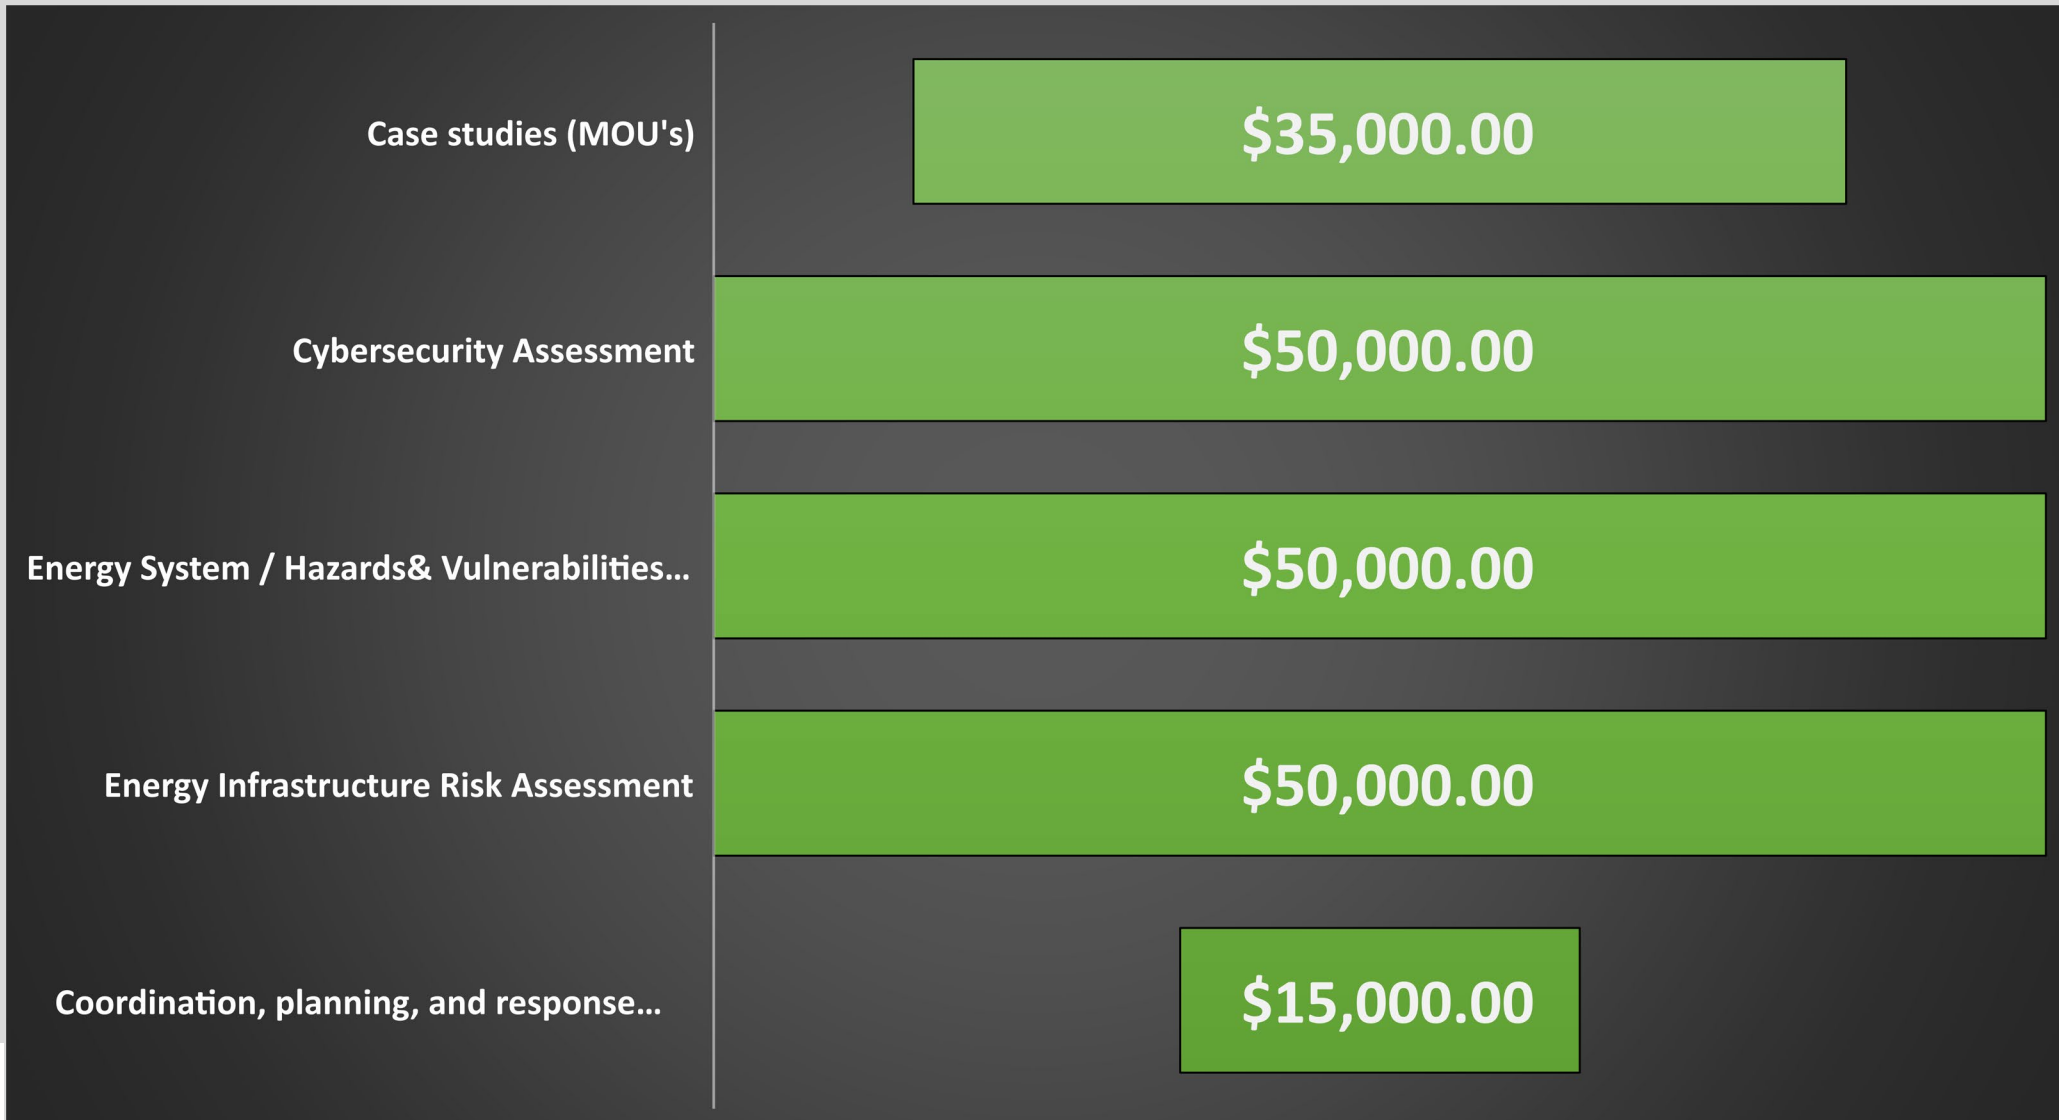 Case studies (MOU's)
$35,000.00
Cybersecurity Assessment
$50,000.00
Energy System / Hazards& Vulnerabilities…
$50,000.00
Energy Infrastructure Risk Assessment
$50,000.00
Coordination, planning, and response…
$15,000.00